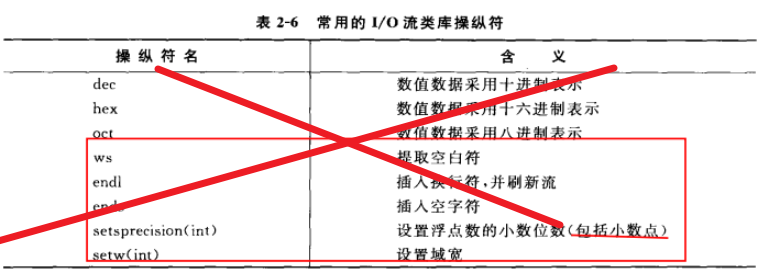 表 2-6 常用的 I/O 流类库操纵符
操 纵 符 名 含 义
dec 数值数据采用十进制表示
hex 数值数据采用十六进制表示
oct 数值数据采用八进制表示
ws 提取空白符
endl 插入换行符,并刷新流
ends 插入空字符
setsprecision(int) 设置浮点数的小数位数(包括小数点)
setw(int) 设置域宽